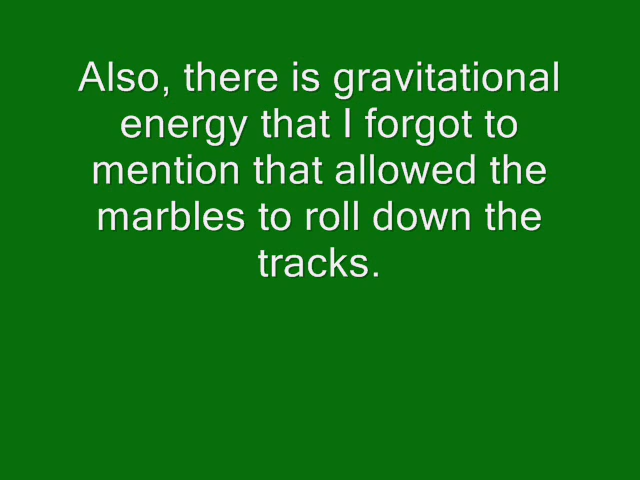 Also, there is gravitational
energy that I forgot to
mention that allowed the
marbles to roll down the
tracks.